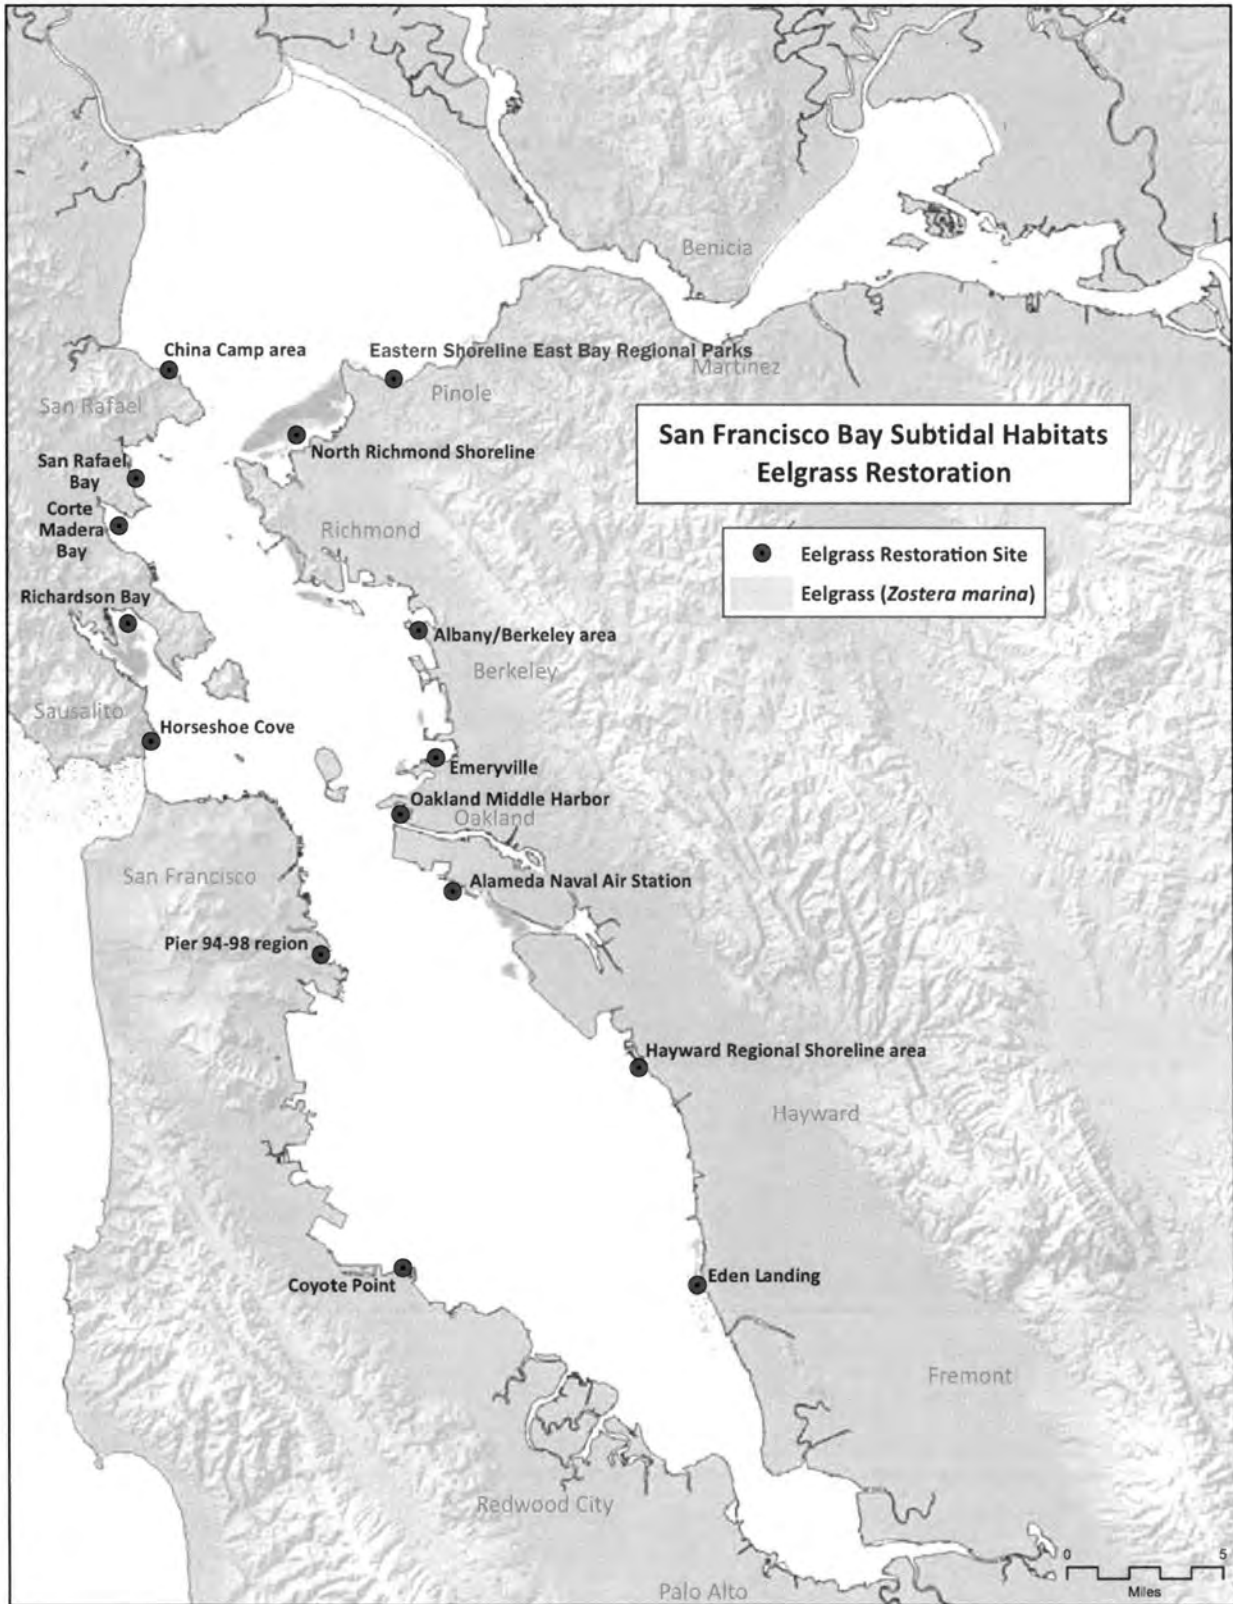 Benicia
China Camp area
Eastern Shoreline East Bay Regional Parks
Martinez
Pinole
San Rafael
San Francisco Bay Subtidal Habitats
Eelgrass Restoration
North Richmond Shoreline
San Rafael
Bay
Corte
Madera
Bay
Richmond
Eelgrass Restoration Site
Eelgrass (Zostera marina)
Richardson Bay
Albany/Berkeley area
Berkeley
Sausalito
Horseshoe Cove
Emeryville
Oakland Middle Harbor
Oakland
San Francisco
Alameda Naval Air Station
Pier 94-98 region
Hayward Regional Shoreline area
Hayward
Coyote Point
Eden Landing
Fremont
Redwood City
0 5
Miles
Palo Alto